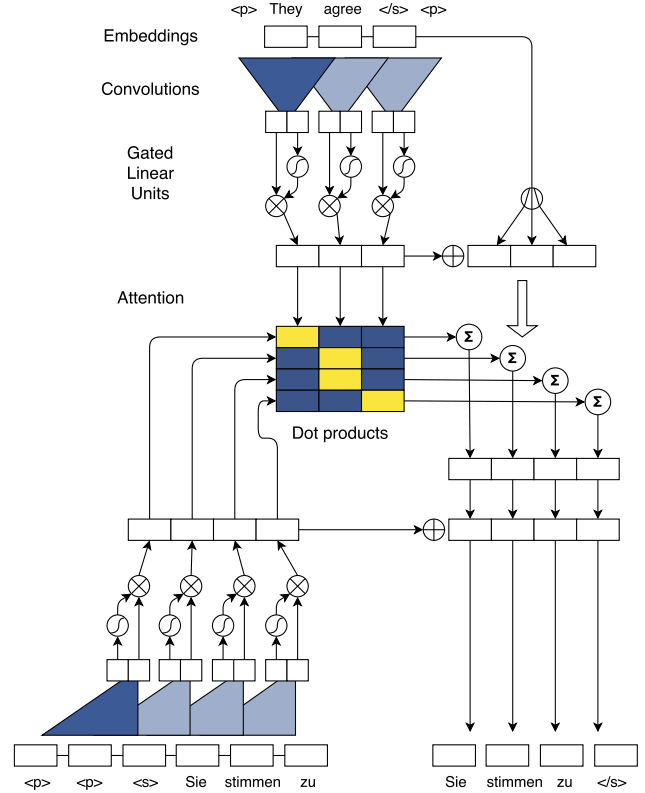 <p> They agree </s> <p>
Embeddings
Convolutions
Gated
Linear
Units
Attention
Σ
Σ
Σ
Σ
Dot products
<p> <p> <s> Sie stimmen zu
Sie stimmen zu </s>